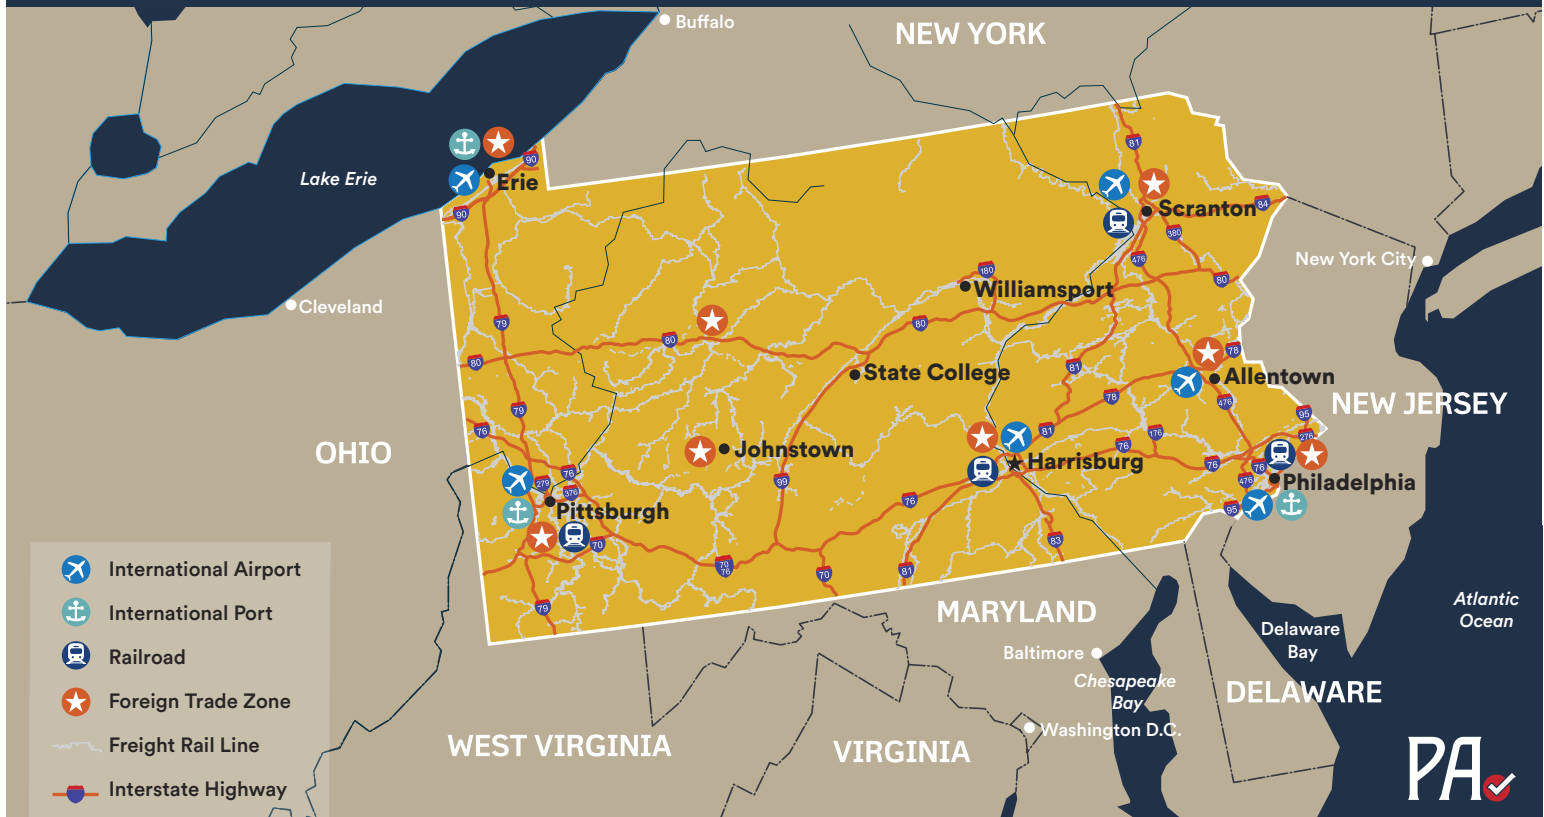 Buffalo
NEW YORK
81
90
Lake Erie
Erie
90
Scranton
84
380
476
New York City
180
80
Williamsport
Cleveland
79
80
80
78
80
81
State College
Allentown
79
78
476
NEW JERSEY
95
76
81
176
276
OHIO
76
Johnstown
Harrisburg
76
76
76
99
476
Philadelphia
279
376
76
95
Pittsburgh
83
70
70
76
70
81
International Airport
79
MARYLAND
Atlantic
Ocean
International Port
Delaware
Bay
Baltimore
Railroad
Chesapeake
Bay
DELAWARE
Foreign Trade Zone
Washington D.C.
Freight Rail Line
WEST VIRGINIA
VIRGINIA
PA
Interstate Highway